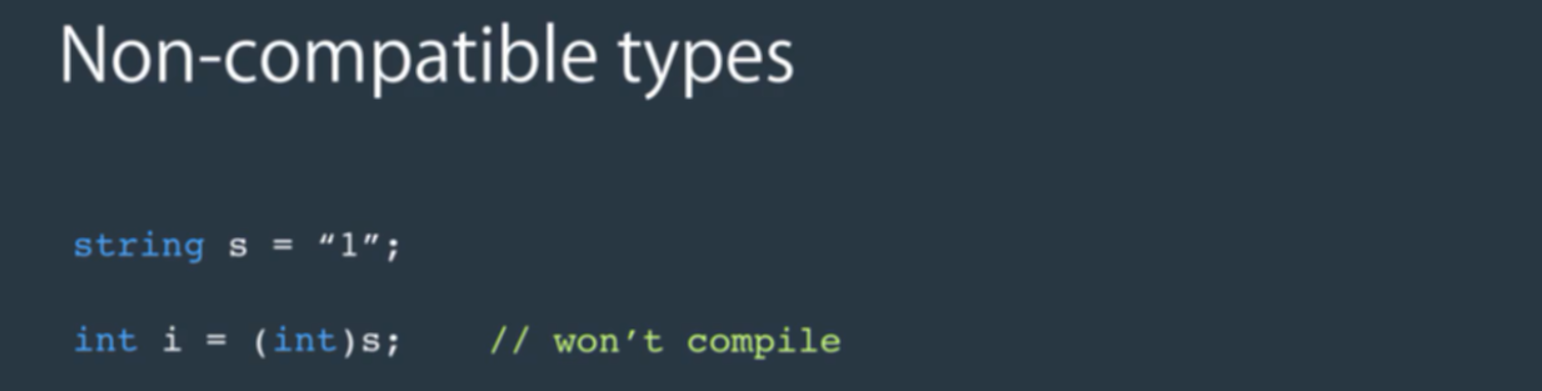 Non-compatible types
string s = “1”;
int i = (int)s;    // won’t compile